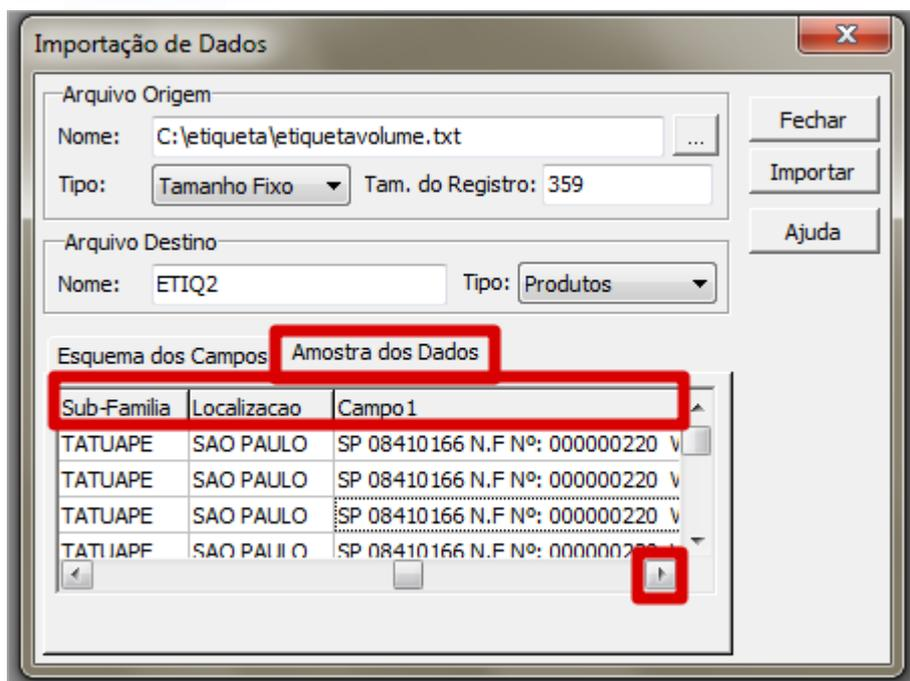 Importação de Dados
Arquivo Origem
Nome: C:\etiqueta\etiquetavolume.txt ...
Fechar
Tipo: Tamanho Fixo Tam. do Registro: 359
Importar
Arquivo Destino
Ajuda
Nome: ETIQ2 Tipo: Produtos
Esquema dos Campos Amostra dos Dados
Sub-Familia Localizacao Campo1
TATUAPE SAO PAULO SP 08410166 N.F Nº: 000000220
TATUAPE SAO PAULO SP 08410166 N.F Nº: 000000220
TATUAPE SAO PAULO SP 08410166 N.F Nº: 000000220
TATUAPE SAO PAULO SP 08410166 N.F Nº: 000000220